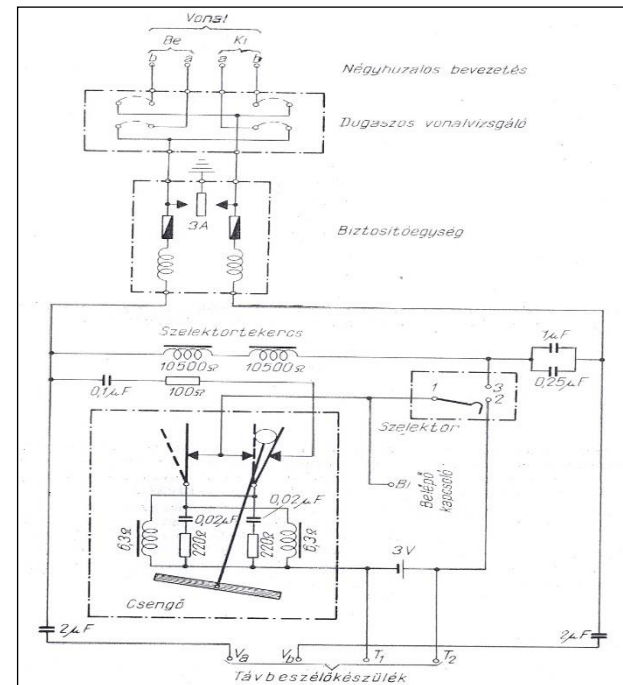 Vonal
Be Ki
b a a b
Négyhuzalos bevezetés
Dugaszos vonalvizsgáló
3A
Biztosítóegység
Szelektortekercs
10500Ω 10500Ω
1μF
0,25μF
0,1μF
100Ω
1 3
2
Szelektor
BI
Belépő kapcsoló
0,02μF
0,02μF
6,3Ω 220Ω 220Ω 6,3Ω
3V
Csengő
2μF 2μF
Va Vb T1 T2
Távbeszélőkészülék